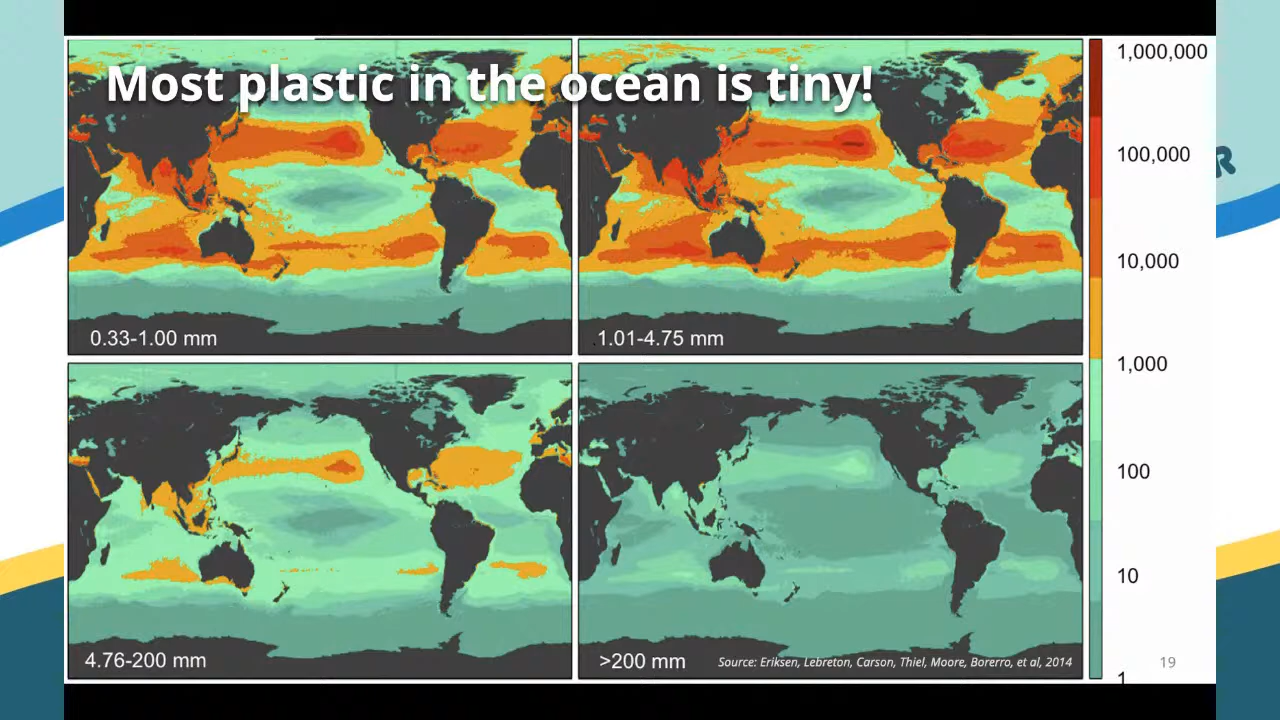 Most plastic in the ocean is tiny!
0.33-1.00 mm
1.01-4.75 mm
4.76-200 mm
>200 mm
Source: Eriksen, Lebreton, Carson, Thiel, Moore, Borerro, et al, 2014
1,000,000
100,000
10,000
1,000
100
10
1
19
R